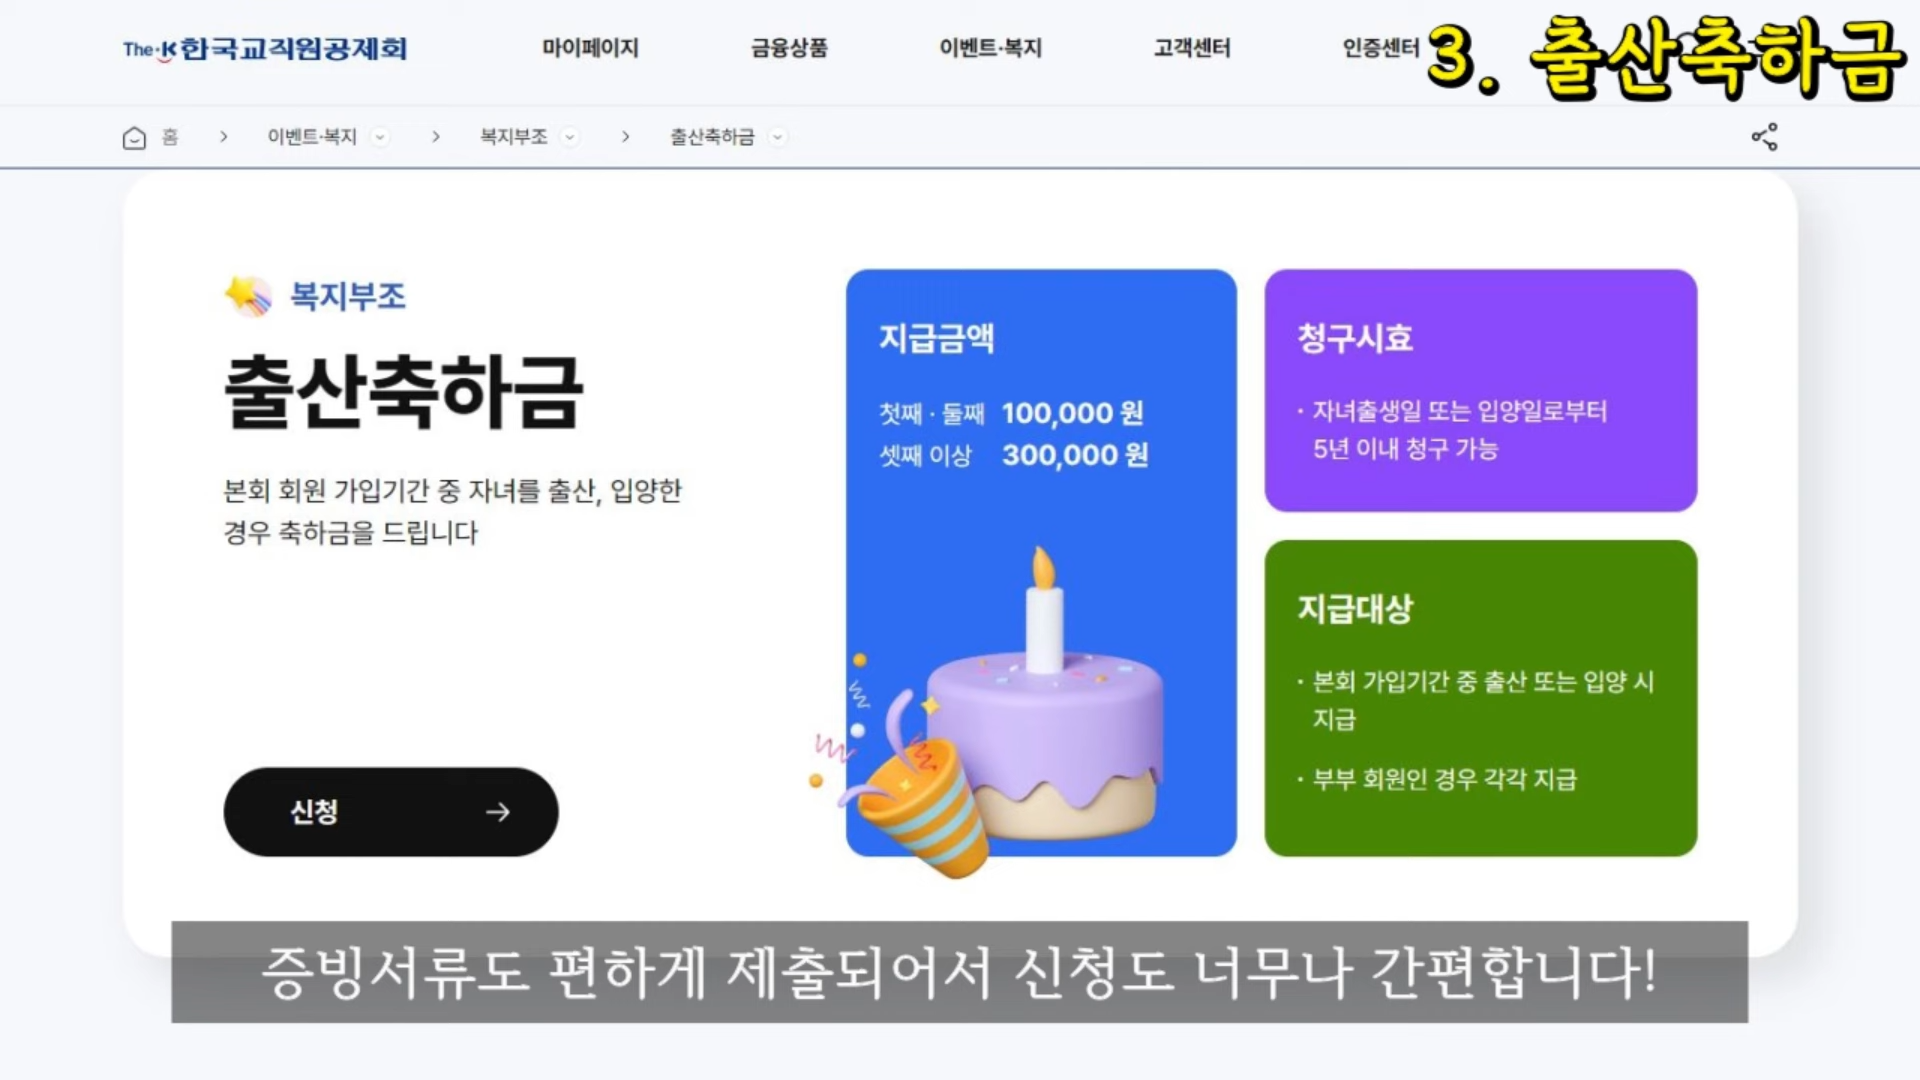 The·K한국교직원공제회
마이페이지
금융상품
이벤트·복지
고객센터
인증센터
3. 출산축하금
홈
이벤트·복지
복지부조
출산축하금
복지부조
출산축하금
본회 회원 가입기간 중 자녀를 출산, 입양한
경우 축하금을 드립니다
신청
지급금액
첫째 · 둘째 100,000 원
셋째 이상 300,000 원
청구시효
· 자녀출생일 또는 입양일로부터
5년 이내 청구 가능
지급대상
· 본회 가입기간 중 출산 또는 입양 시
지급
· 부부 회원인 경우 각각 지급
증빙서류도 편하게 제출되어서 신청도 너무나 간편합니다!